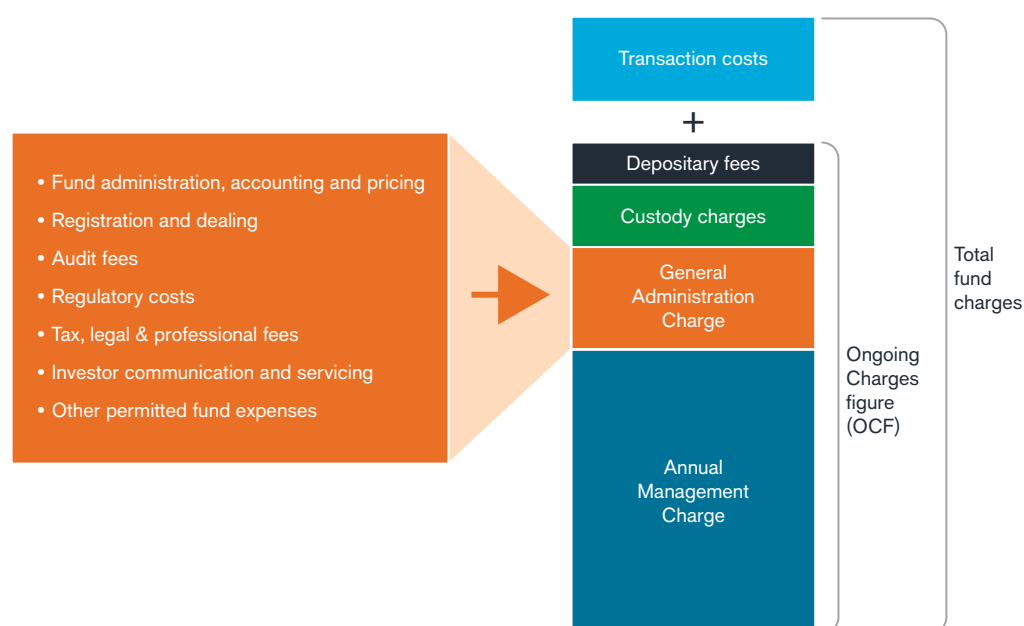 Transaction costs
+
Depositary fees
Custody charges
General
Administration
Charge
Annual
Management
Charge
• Fund administration, accounting and pricing
• Registration and dealing
• Audit fees
• Regulatory costs
• Tax, legal & professional fees
• Investor communication and servicing
• Other permitted fund expenses
Ongoing
Charges
figure
(OCF)
Total
fund
charges